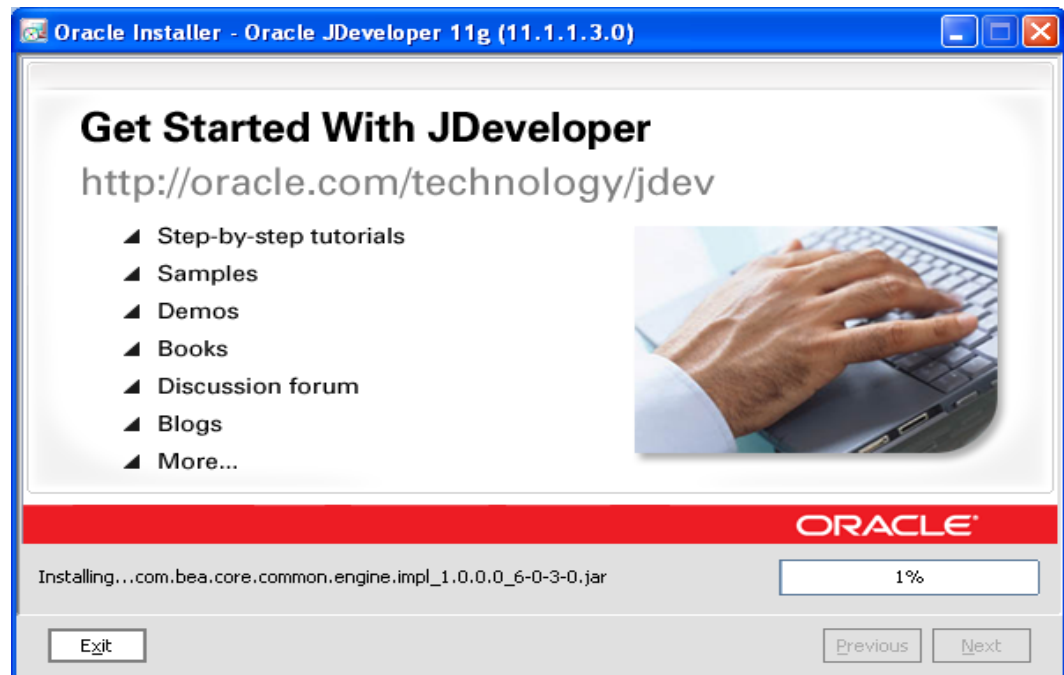 Oracle Installer - Oracle JDeveloper 11g (11.1.1.3.0)
Get Started With JDeveloper
http://oracle.com/technology/jdev
Step-by-step tutorials
Samples
Demos
Books
Discussion forum
Blogs
More...
ORACLE
Installing...com.bea.core.common.engine.impl_1.0.0.0_6-0-3-0.jar
1%
Exit
Previous
Next